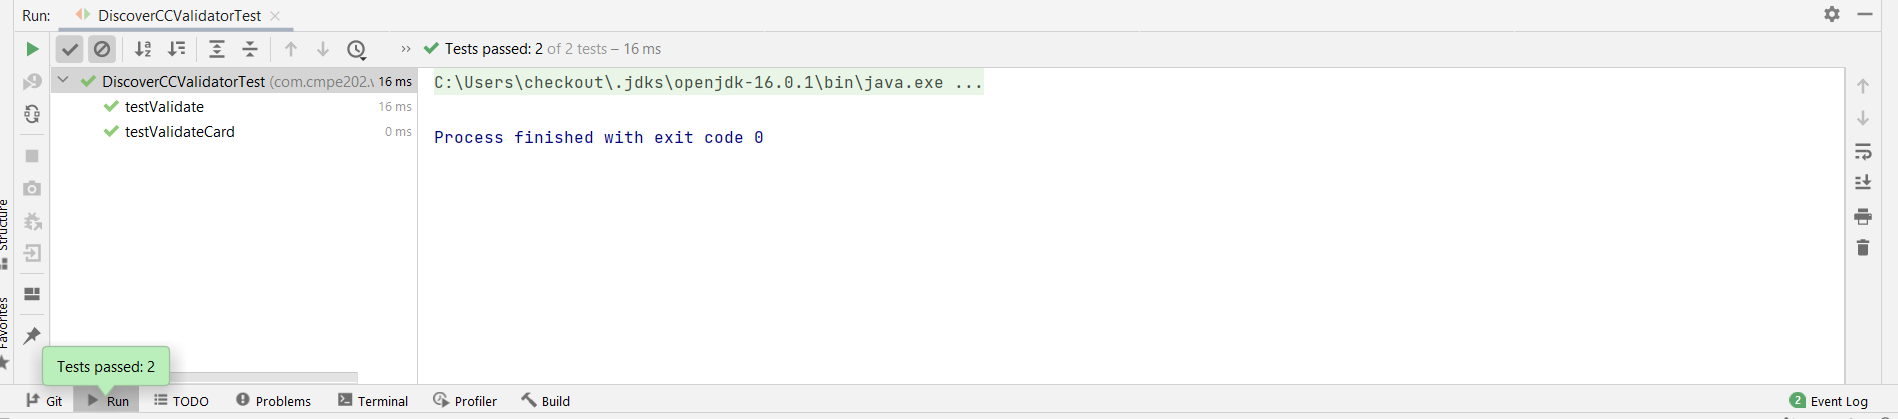 Run: DiscoverCCValidatorTest
Tests passed: 2 of 2 tests – 16 ms
DiscoverCCValidatorTest (com.cmpe202.v 16 ms
testValidate 16 ms
testValidateCard 0 ms
C:\Users\checkout\.jdks\openjdk-16.0.1\bin\java.exe ...
Process finished with exit code 0
Structure
Favorites
Tests passed: 2
Git Run TODO Problems Terminal Profiler Build 2 Event Log